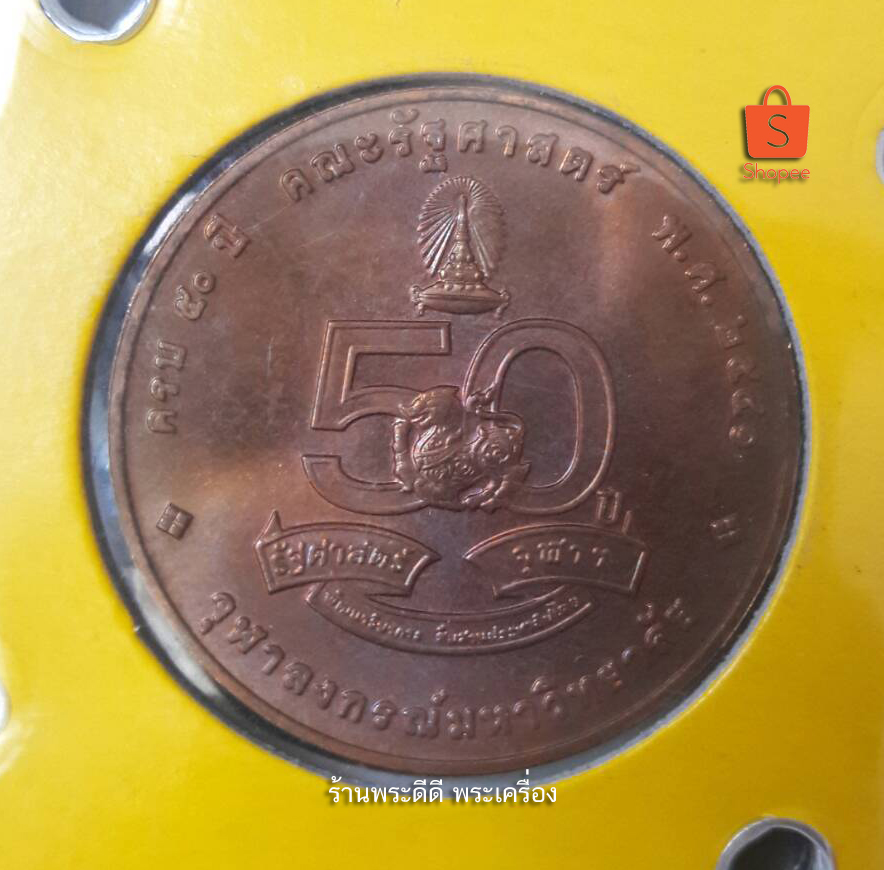 ครบ ๕๐ ปี คณะรัฐศาสตร์ พ.ศ. ๒๕๔๑
50
ปี
รัฐศาสตร์ จุฬาฯ
จุฬาลงกรณ์มหาวิทยาลัย
Shopee
ร้านพระดีดี พระเครื่อง